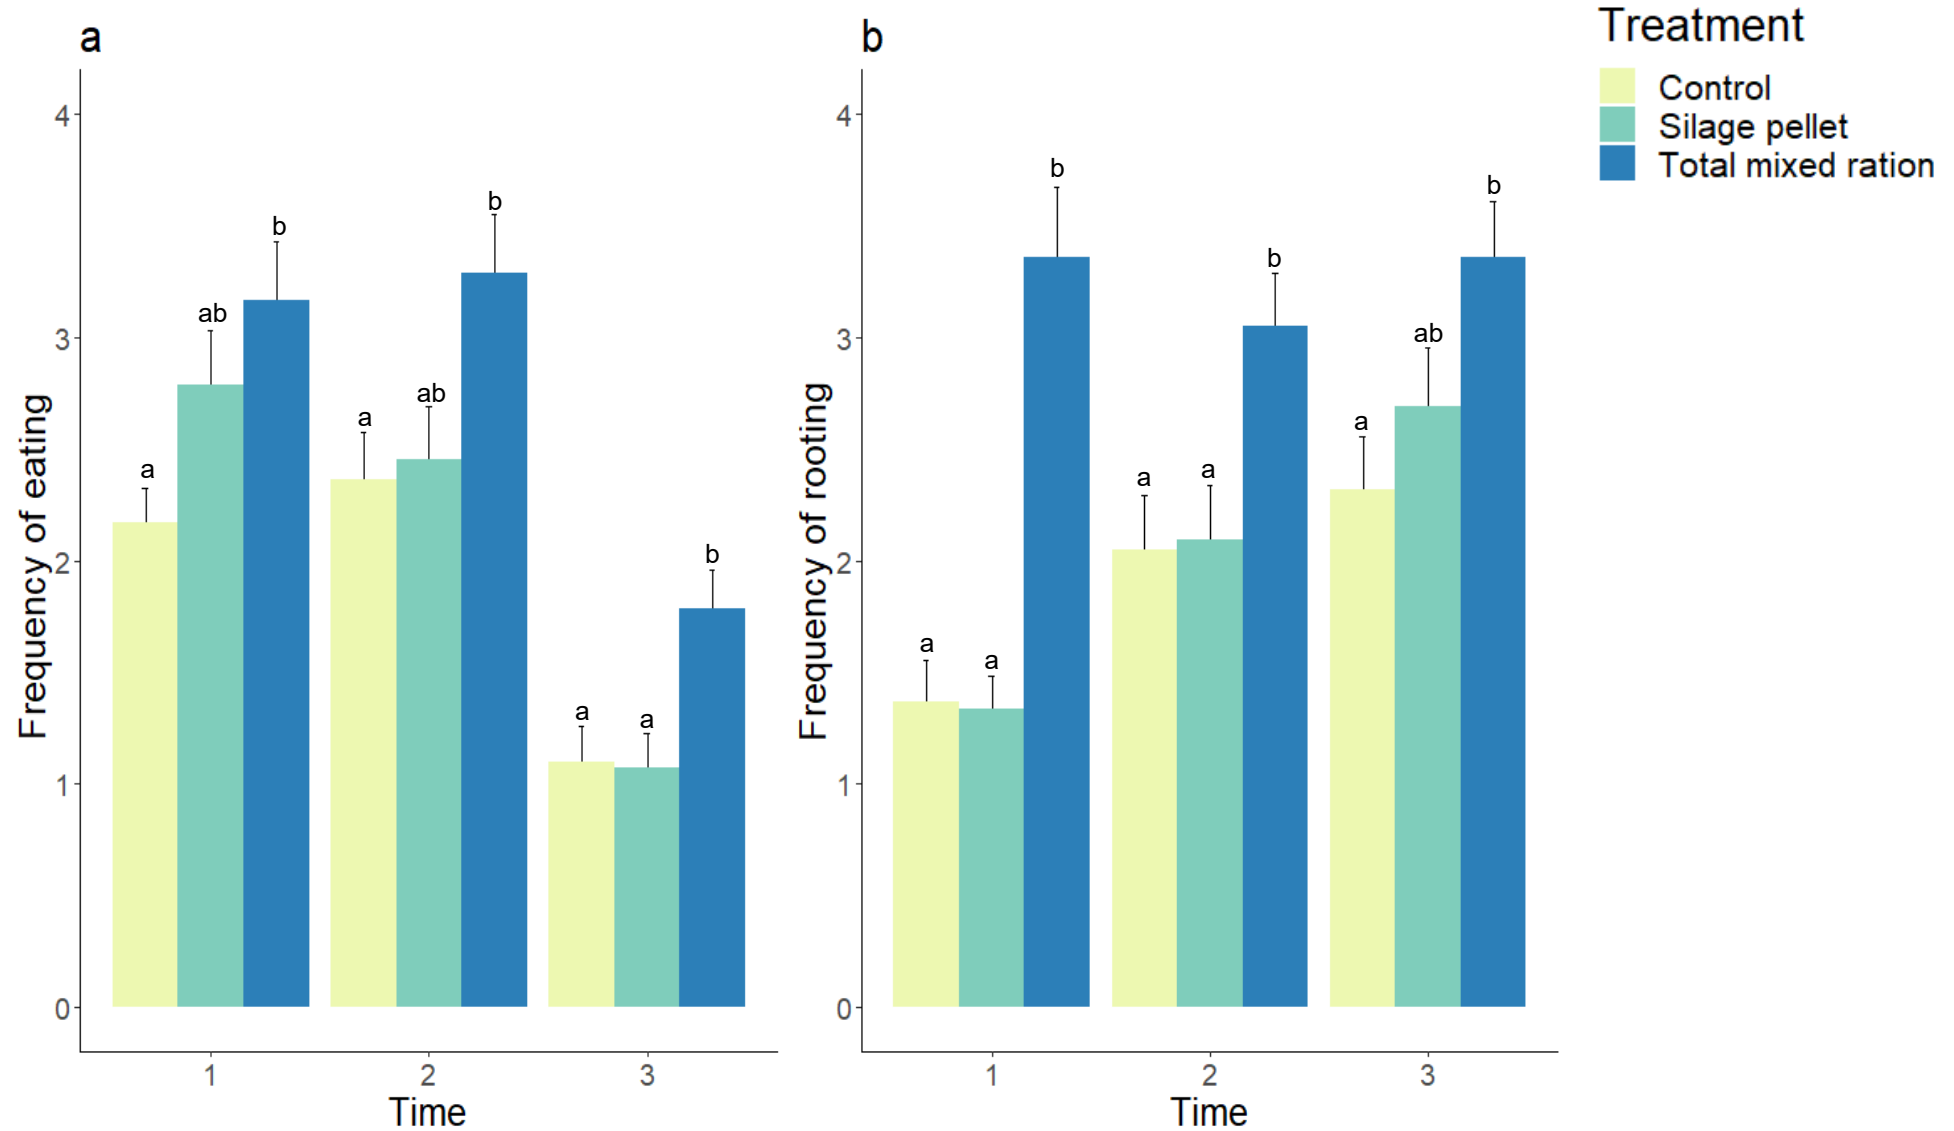 a
Frequency of eating
4
3
2
1
0
a
ab
b
a
ab
b
a
a
b
1
2
3
Time
b
Frequency of rooting
4
3
2
1
0
a
a
b
a
a
b
a
ab
b
1
2
3
Time
Treatment
Control
Silage pellet
Total mixed ration